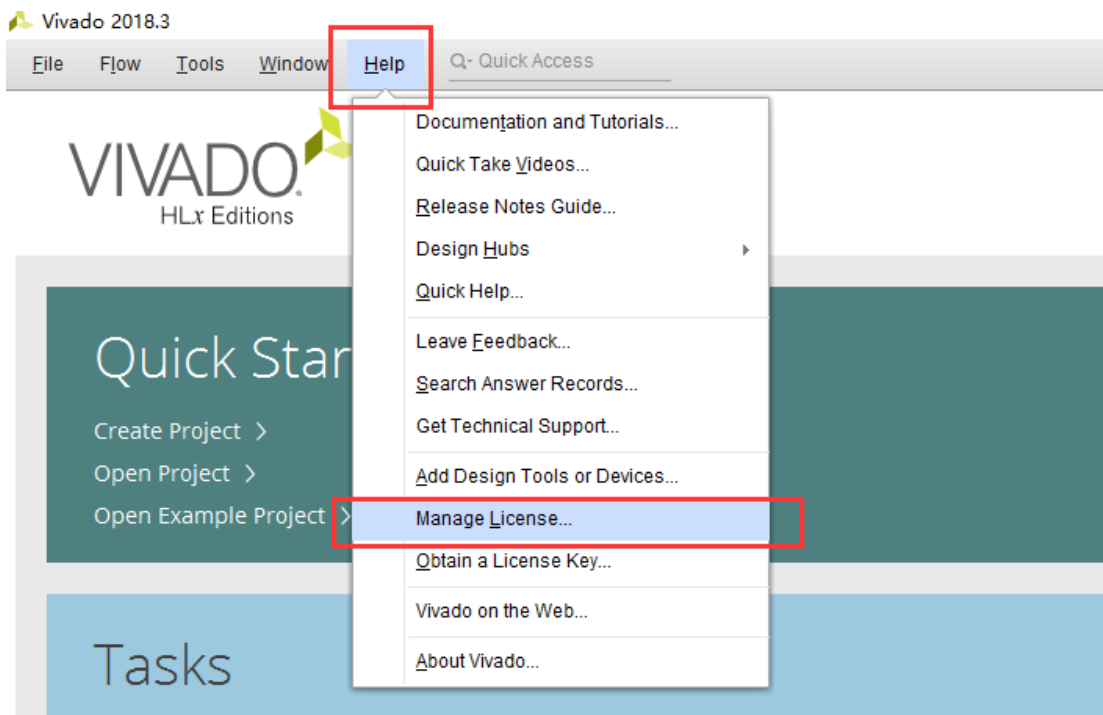 Vivado 2018.3
File Flow Tools Window Help Q- Quick Access
VIVADO.
HLx Editions
Documentation and Tutorials...
Quick Take Videos...
Release Notes Guide...
Design Hubs
Quick Help...
Leave Feedback...
Search Answer Records...
Get Technical Support...
Add Design Tools or Devices...
Manage License...
Obtain a License Key...
Vivado on the Web...
About Vivado...
Quick Star
Create Project >
Open Project >
Open Example Project >
Tasks